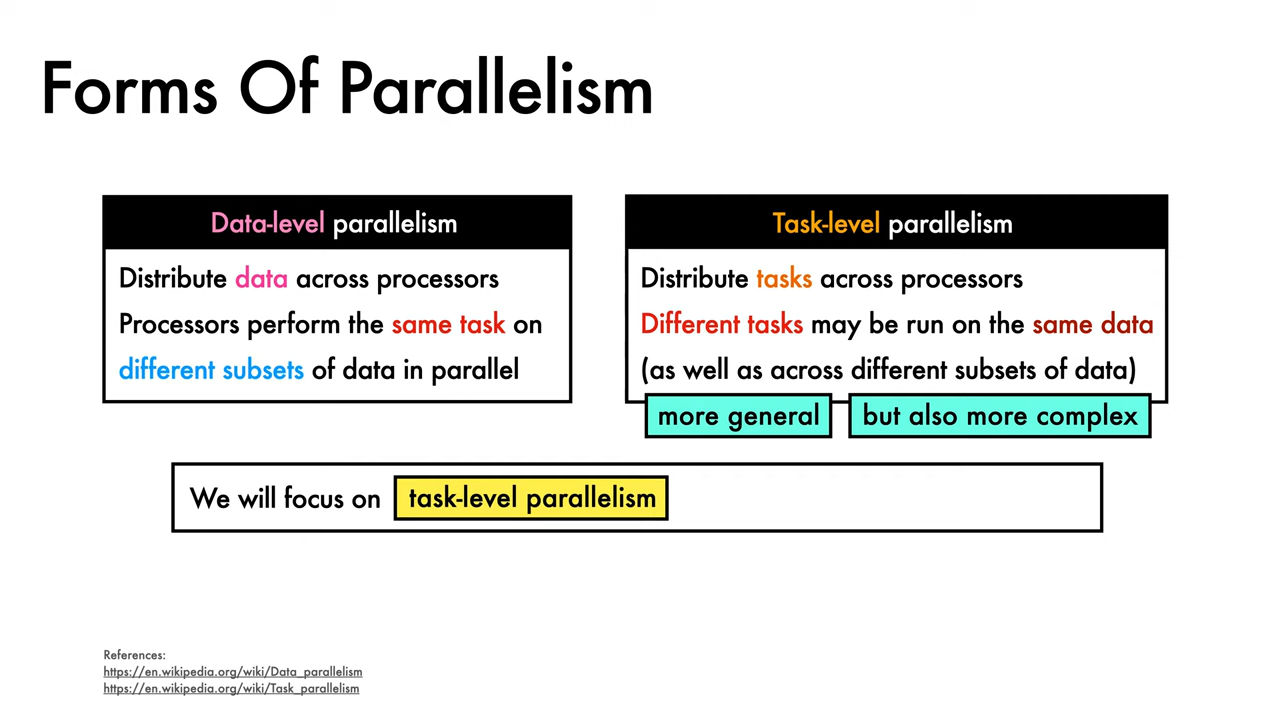 Forms Of Parallelism
Data-level parallelism
Distribute data across processors
Processors perform the same task on
different subsets of data in parallel
Task-level parallelism
Distribute tasks across processors
Different tasks may be run on the same data
(as well as across different subsets of data)
more general
but also more complex
We will focus on task-level parallelism
References:
https://en.wikipedia.org/wiki/Data_parallelism
https://en.wikipedia.org/wiki/Task_parallelism